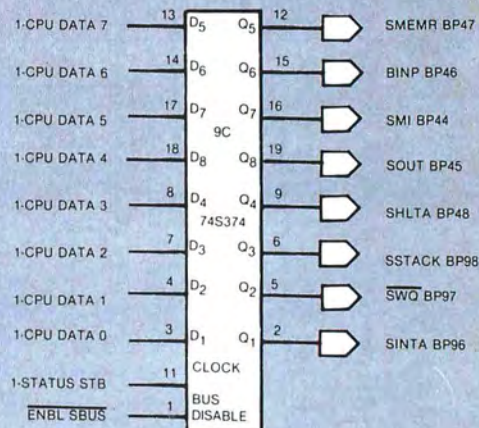 1-CPU DATA 7 13 D5 Q5 12 SMEMR BP47
1-CPU DATA 6 14 D6 Q6 15 BINP BP46
1-CPU DATA 5 17 D7 Q7 16 SMI BP44
9C
1-CPU DATA 4 18 D8 Q8 19 SOUT BP45
1-CPU DATA 3 8 D4 Q4 9 SHLTA BP48
74S374
1-CPU DATA 2 7 D3 Q3 6 SSTACK BP98
1-CPU DATA 1 4 D2 Q2 5 S̅W̅O̅ BP97
1-CPU DATA 0 3 D1 Q1 2 SINTA BP96
CLOCK
1-STATUS STB 11
BUS
E̅N̅B̅L̅ S̅B̅U̅S̅ 1 DISABLE